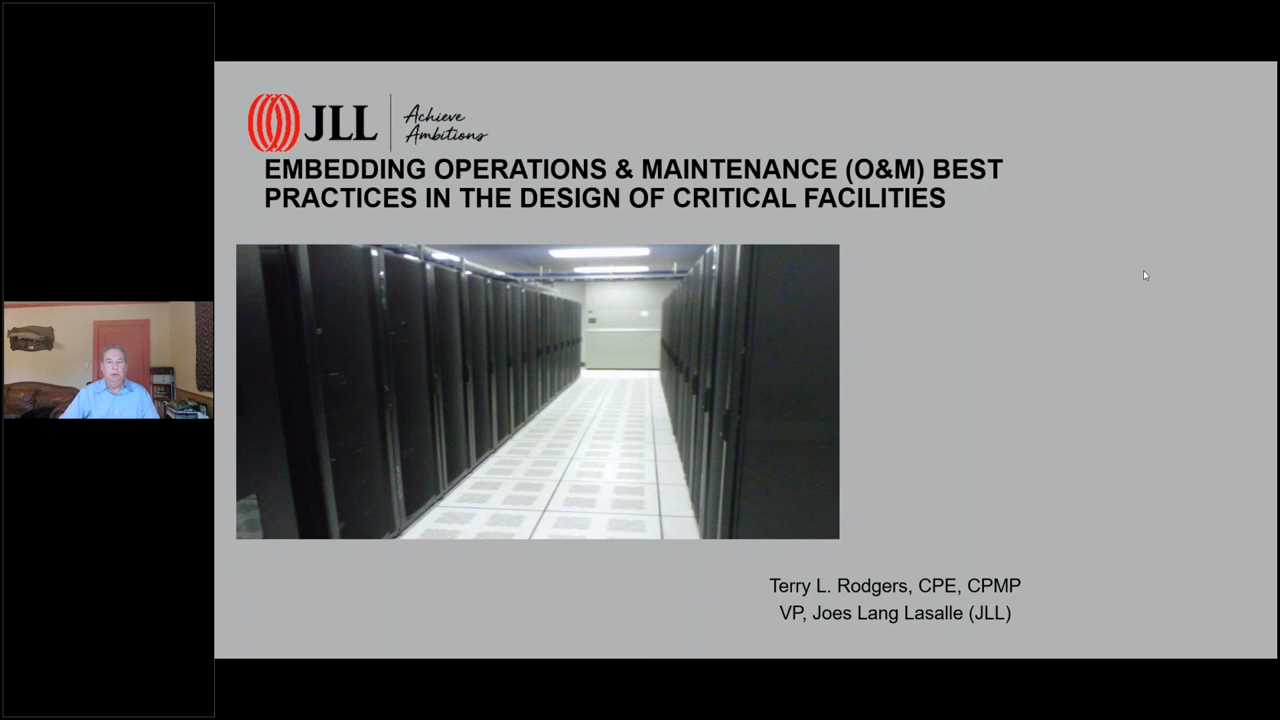 JLL
Achieve
Ambitions
EMBEDDING OPERATIONS & MAINTENANCE (O&M) BEST
PRACTICES IN THE DESIGN OF CRITICAL FACILITIES
Terry L. Rodgers, CPE, CPMP
VP, Joes Lang Lasalle (JLL)